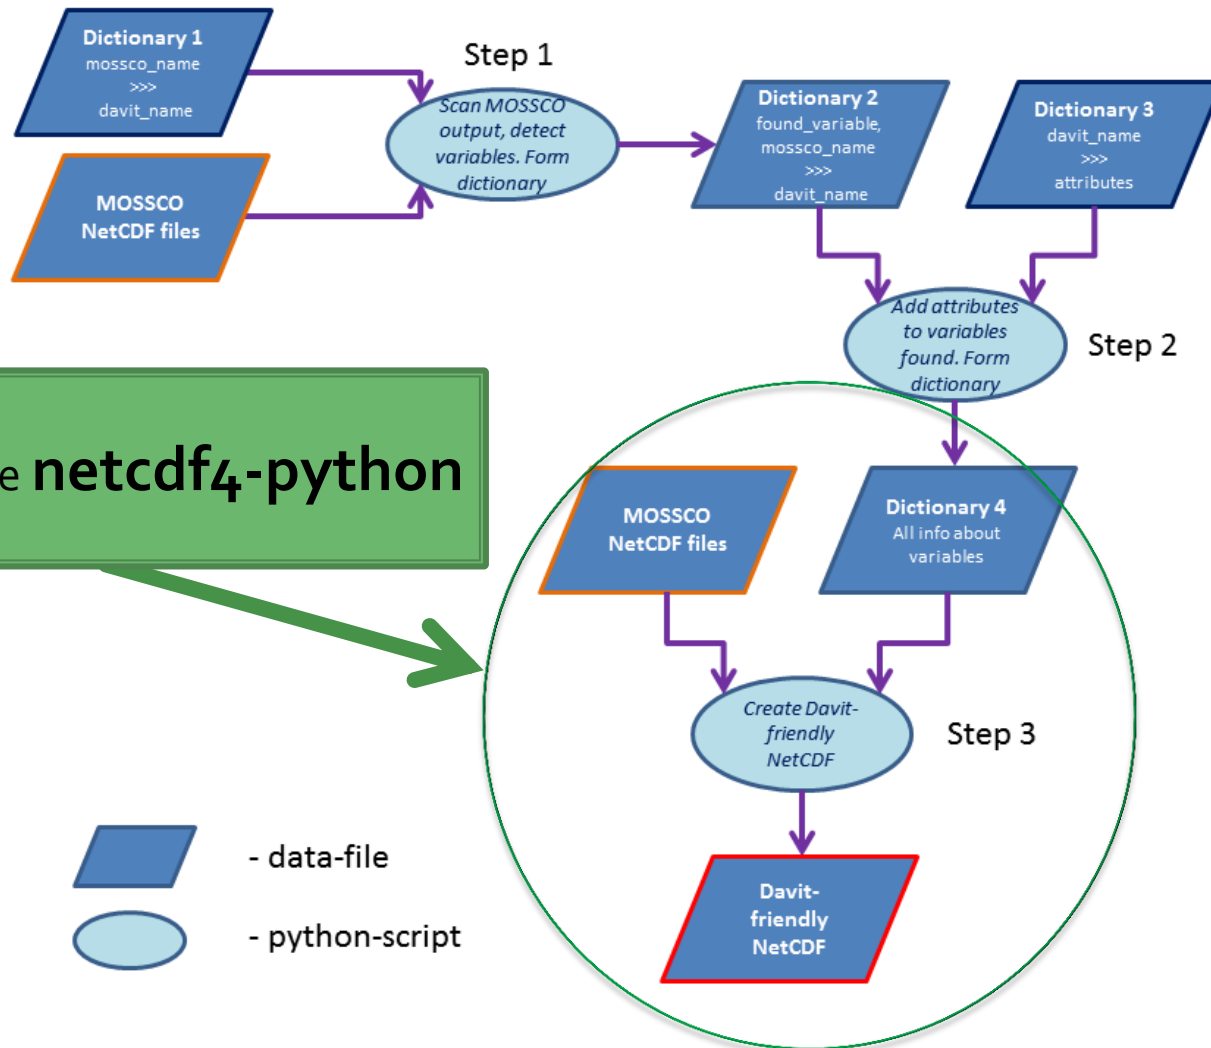 Dictionary 1
mossco_name
>>>
davit_name
MOSSCO
NetCDF files
Step 1
Scan MOSSCO
output, detect
variables. Form
dictionary
Dictionary 2
found_variable,
mossco_name
>>>
davit_name
Dictionary 3
davit_name
>>>
attributes
Add attributes
to variables
found. Form
dictionary
Step 2
e netcdf4-python
MOSSCO
NetCDF files
Dictionary 4
All info about
variables
Create Davit-
friendly
NetCDF
Step 3
Davit-
friendly
NetCDF
- data-file
- python-script